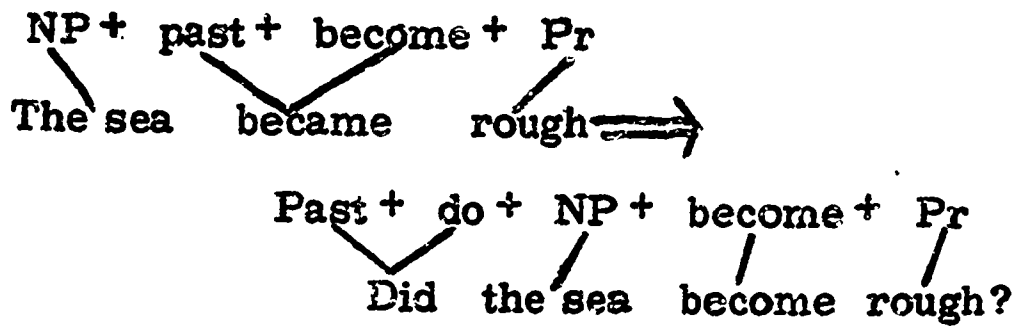 NP + past + become + Pr
The sea became rough
Past + do + NP + become + Pr
Did the sea become rough?